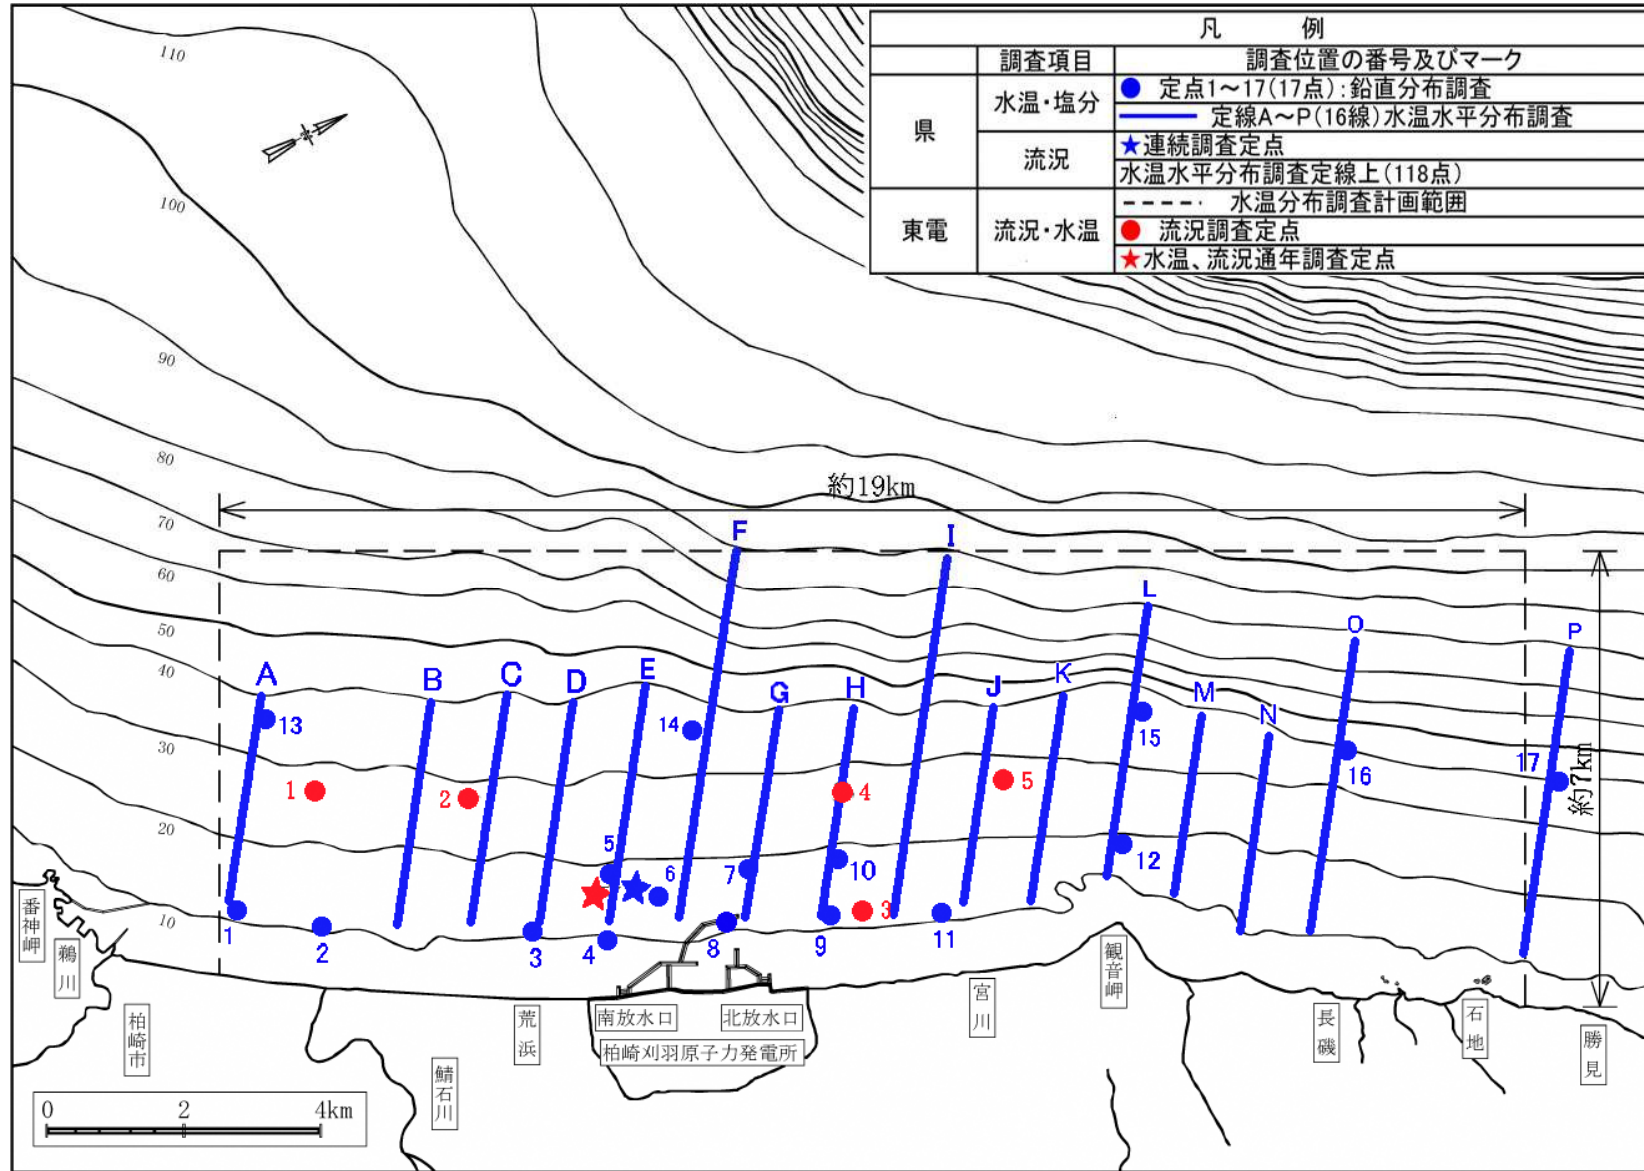 凡 例
調査項目 調査位置の番号及びマーク
県
水温・塩分
定点1～17(17点):鉛直分布調査
定線A～P(16線)水温水平分布調査
流況
連続調査定点
水温水平分布調査定線上(118点)
東電
流況・水温
水温分布調査計画範囲
流況調査定点
水温、流況通年調査定点
110
100
90
80
70
60
50
40
30
20
10
約19km
約7km
A
B
C
D
E
F
G
H
I
J
K
L
M
N
O
P
13
14
15
16
17
1
2
4
5
3
5
6
7
10
12
1
2
3
4
8
9
11
番神岬
鵜川
柏崎市
鯖石川
荒浜
南放水口
北放水口
柏崎刈羽原子力発電所
宮川
観音岬
長磯
石地
勝見
0 2 4km